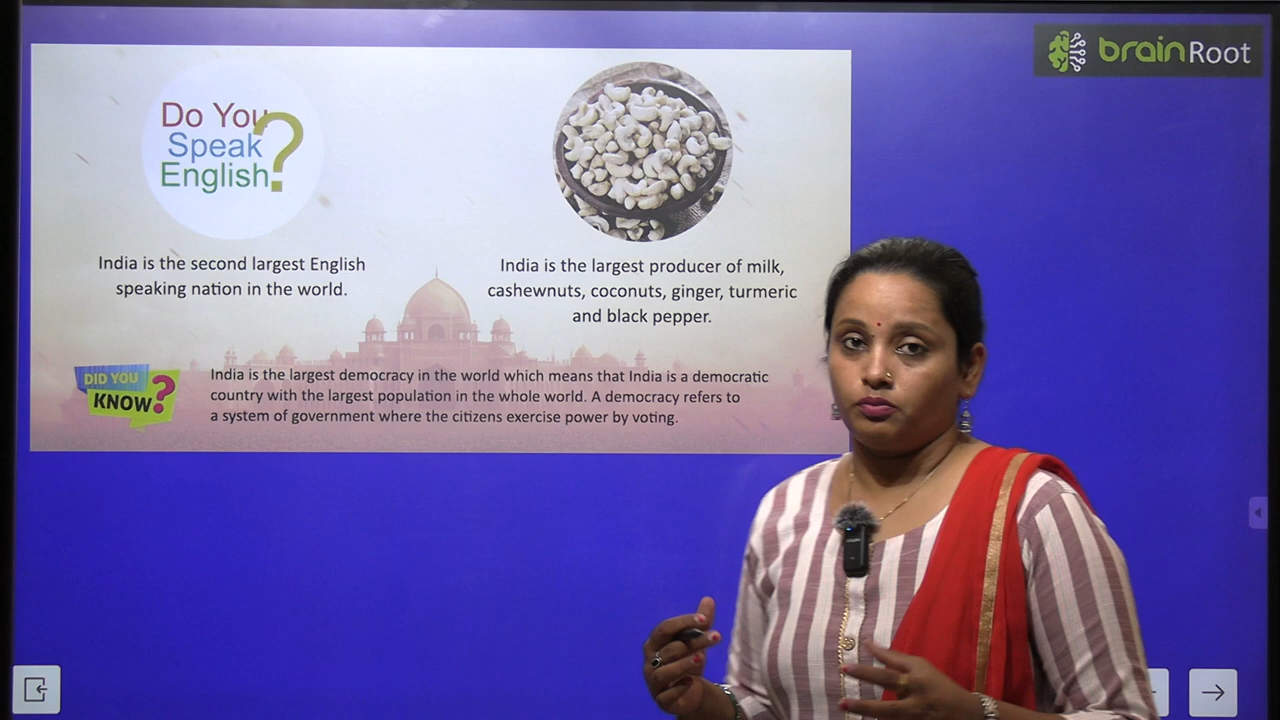 brainRoot
Do You
Speak
English?
India is the second largest English
speaking nation in the world.
India is the largest producer of milk,
cashewnuts, coconuts, ginger, turmeric
and black pepper.
DID YOU
KNOW?
India is the largest democracy in the world which means that India is a democratic
country with the largest population in the whole world. A democracy refers to
a system of government where the citizens exercise power by voting.